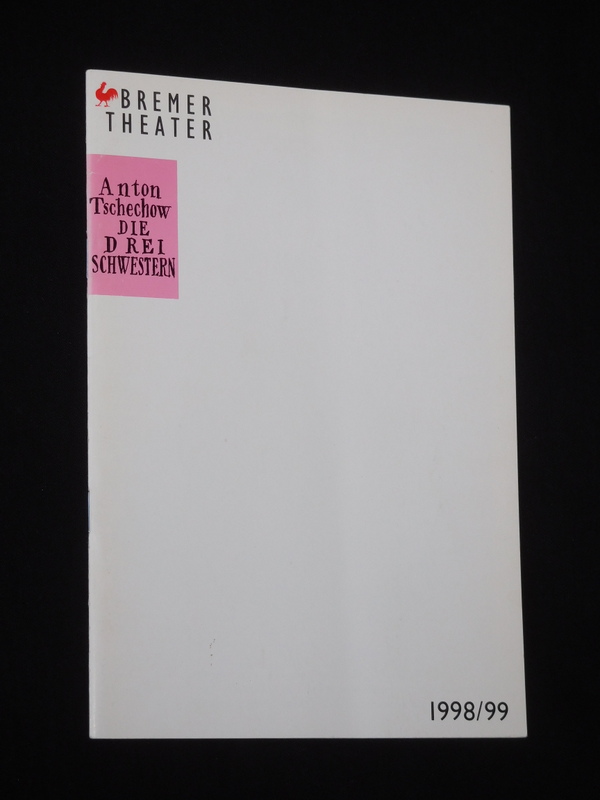 BREMER
THEATER
Anton
Tschechow
DIE
DREI
SCHWESTERN
1998/99